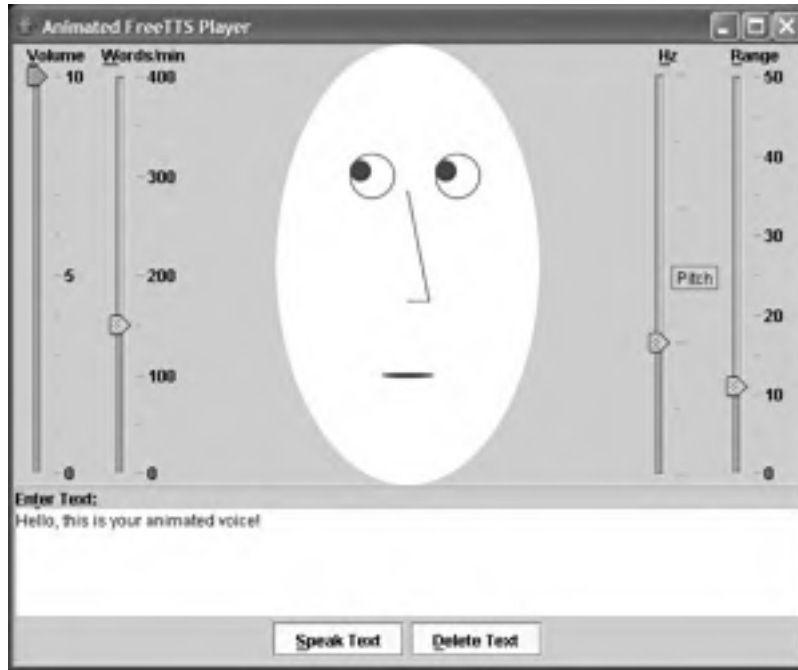 Animated FreeTTS Player
Volume Words/min Hz Range
10 400 50
300 40
5 200 30
Pitch
20
100 10
0 0 0
Enter Text:
Hello, this is your animated voice!
Speak Text Delete Text